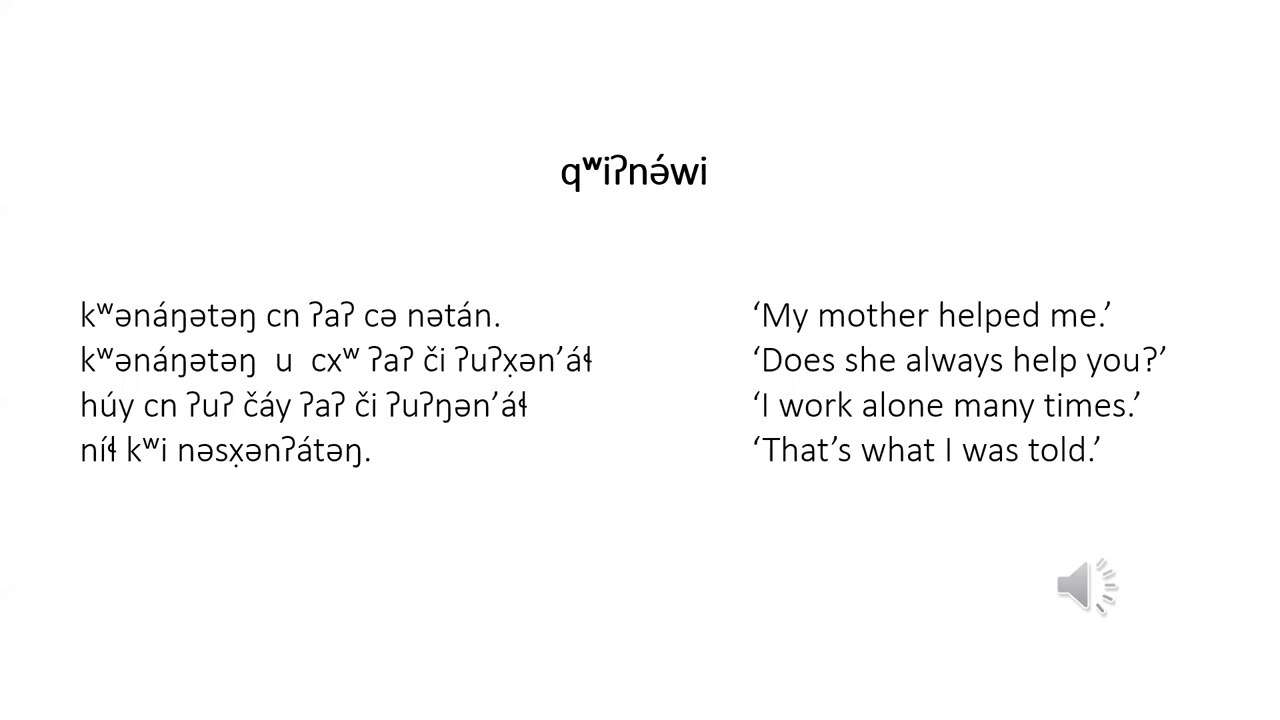 qʷiʔnə́wi
kʷənáŋətəŋ cn ʔaʔ cə nətán.
‘My mother helped me.’
kʷənáŋətəŋ u cxʷ ʔaʔ či ʔuʔx̣ən’áɬ
‘Does she always help you?’
húy cn ʔuʔ čáy ʔaʔ či ʔuʔŋən’áɬ
‘I work alone many times.’
níɬ kʷi nəsx̣ənʔátəŋ.
‘That’s what I was told.’